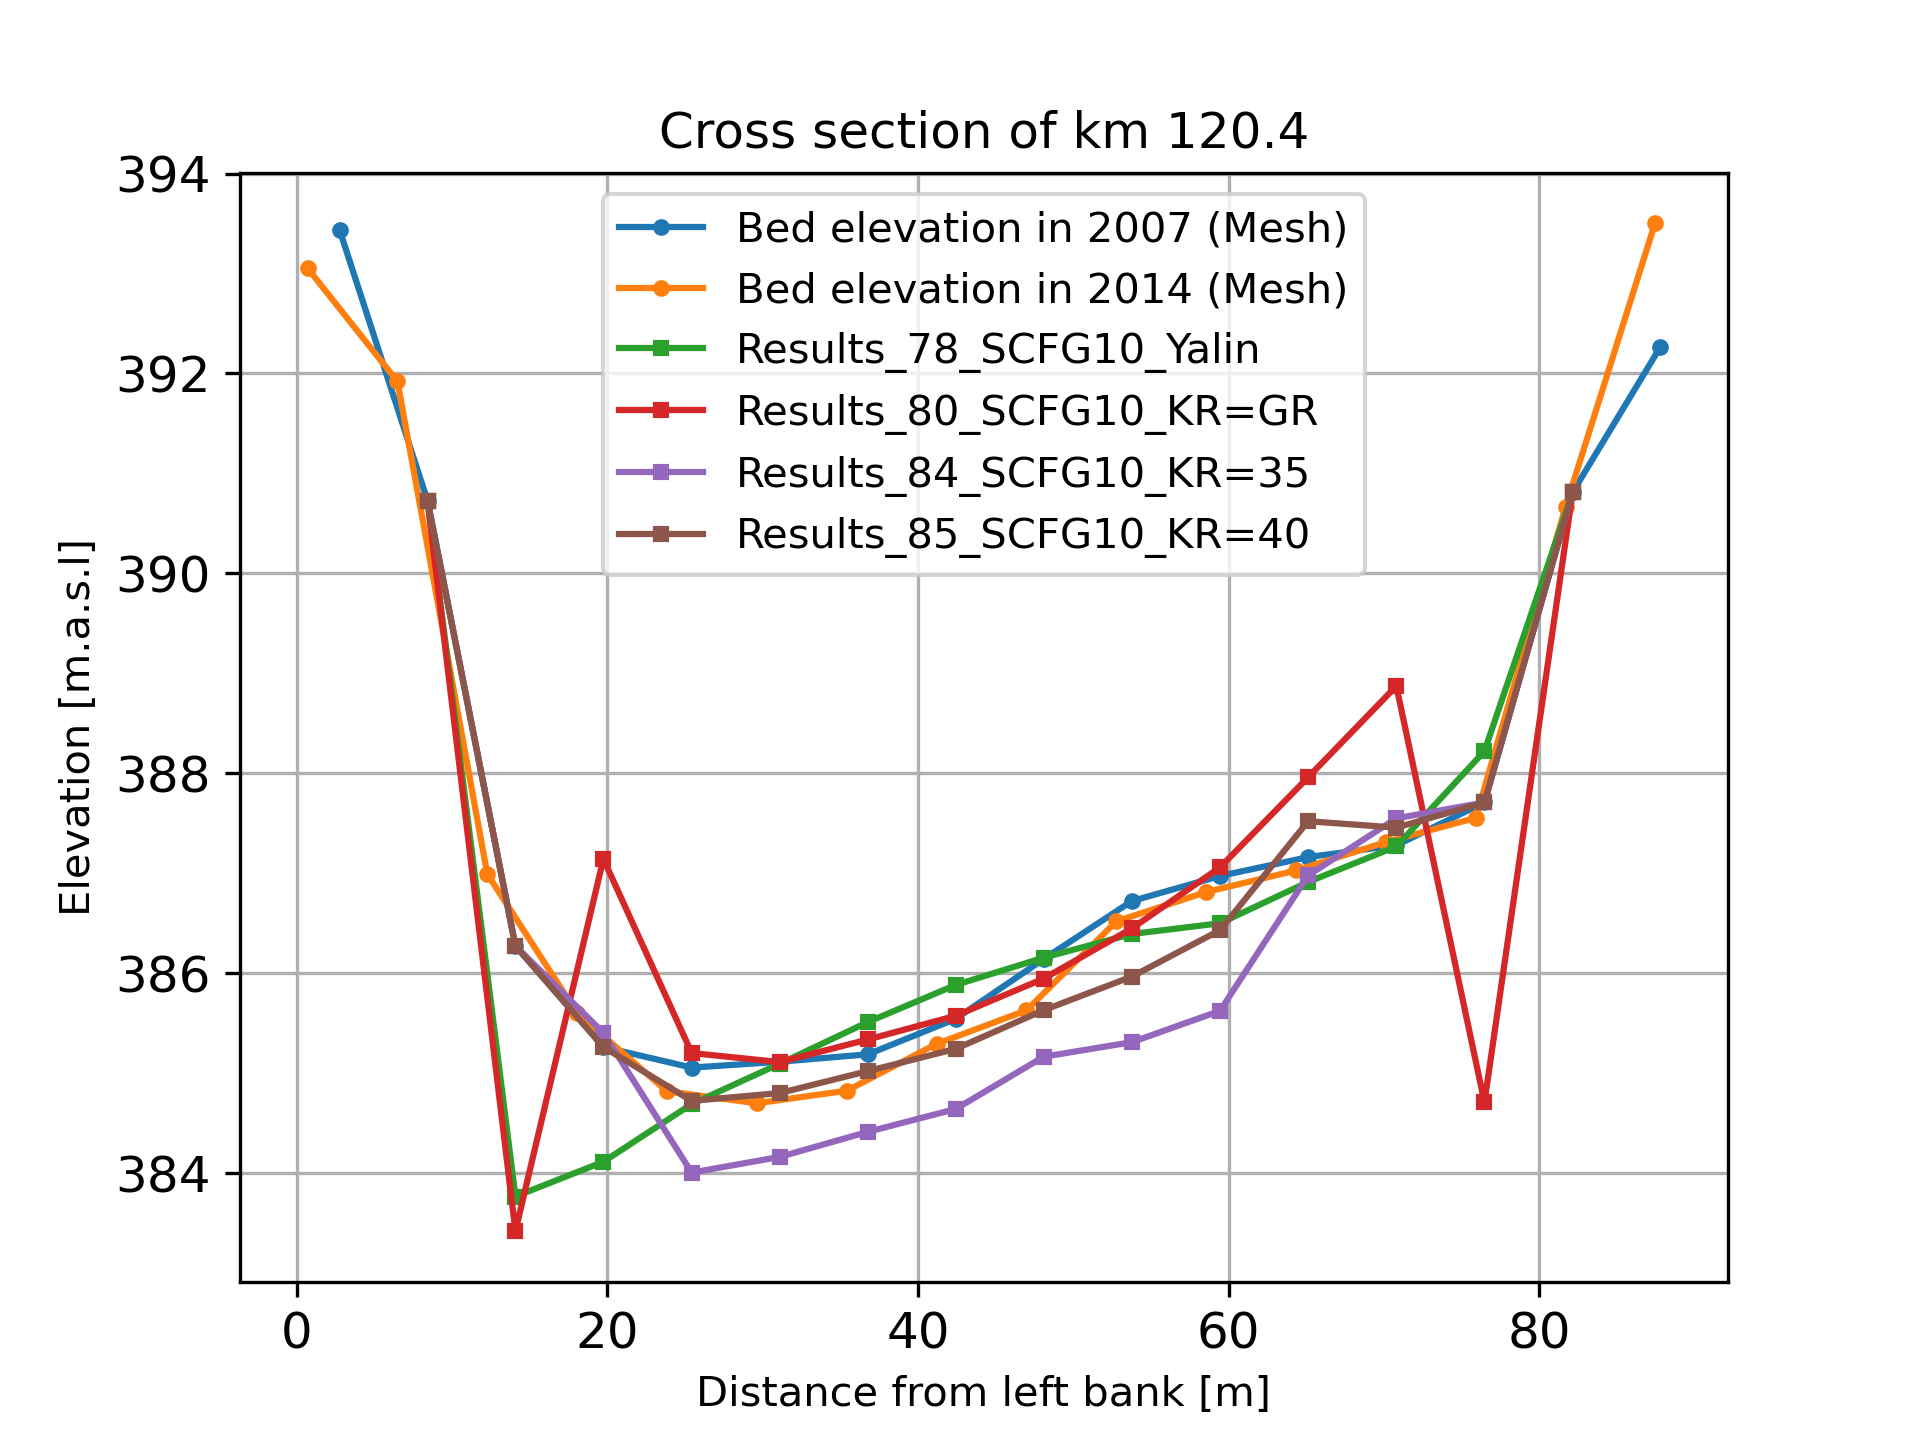 Cross section of km 120.4
394
392
390
388
386
384
Elevation [m.a.s.l]
Bed elevation in 2007 (Mesh)
Bed elevation in 2014 (Mesh)
Results_78_SCFG10_Yalin
Results_80_SCFG10_KR=GR
Results_84_SCFG10_KR=35
Results_85_SCFG10_KR=40
0 20 40 60 80
Distance from left bank [m]